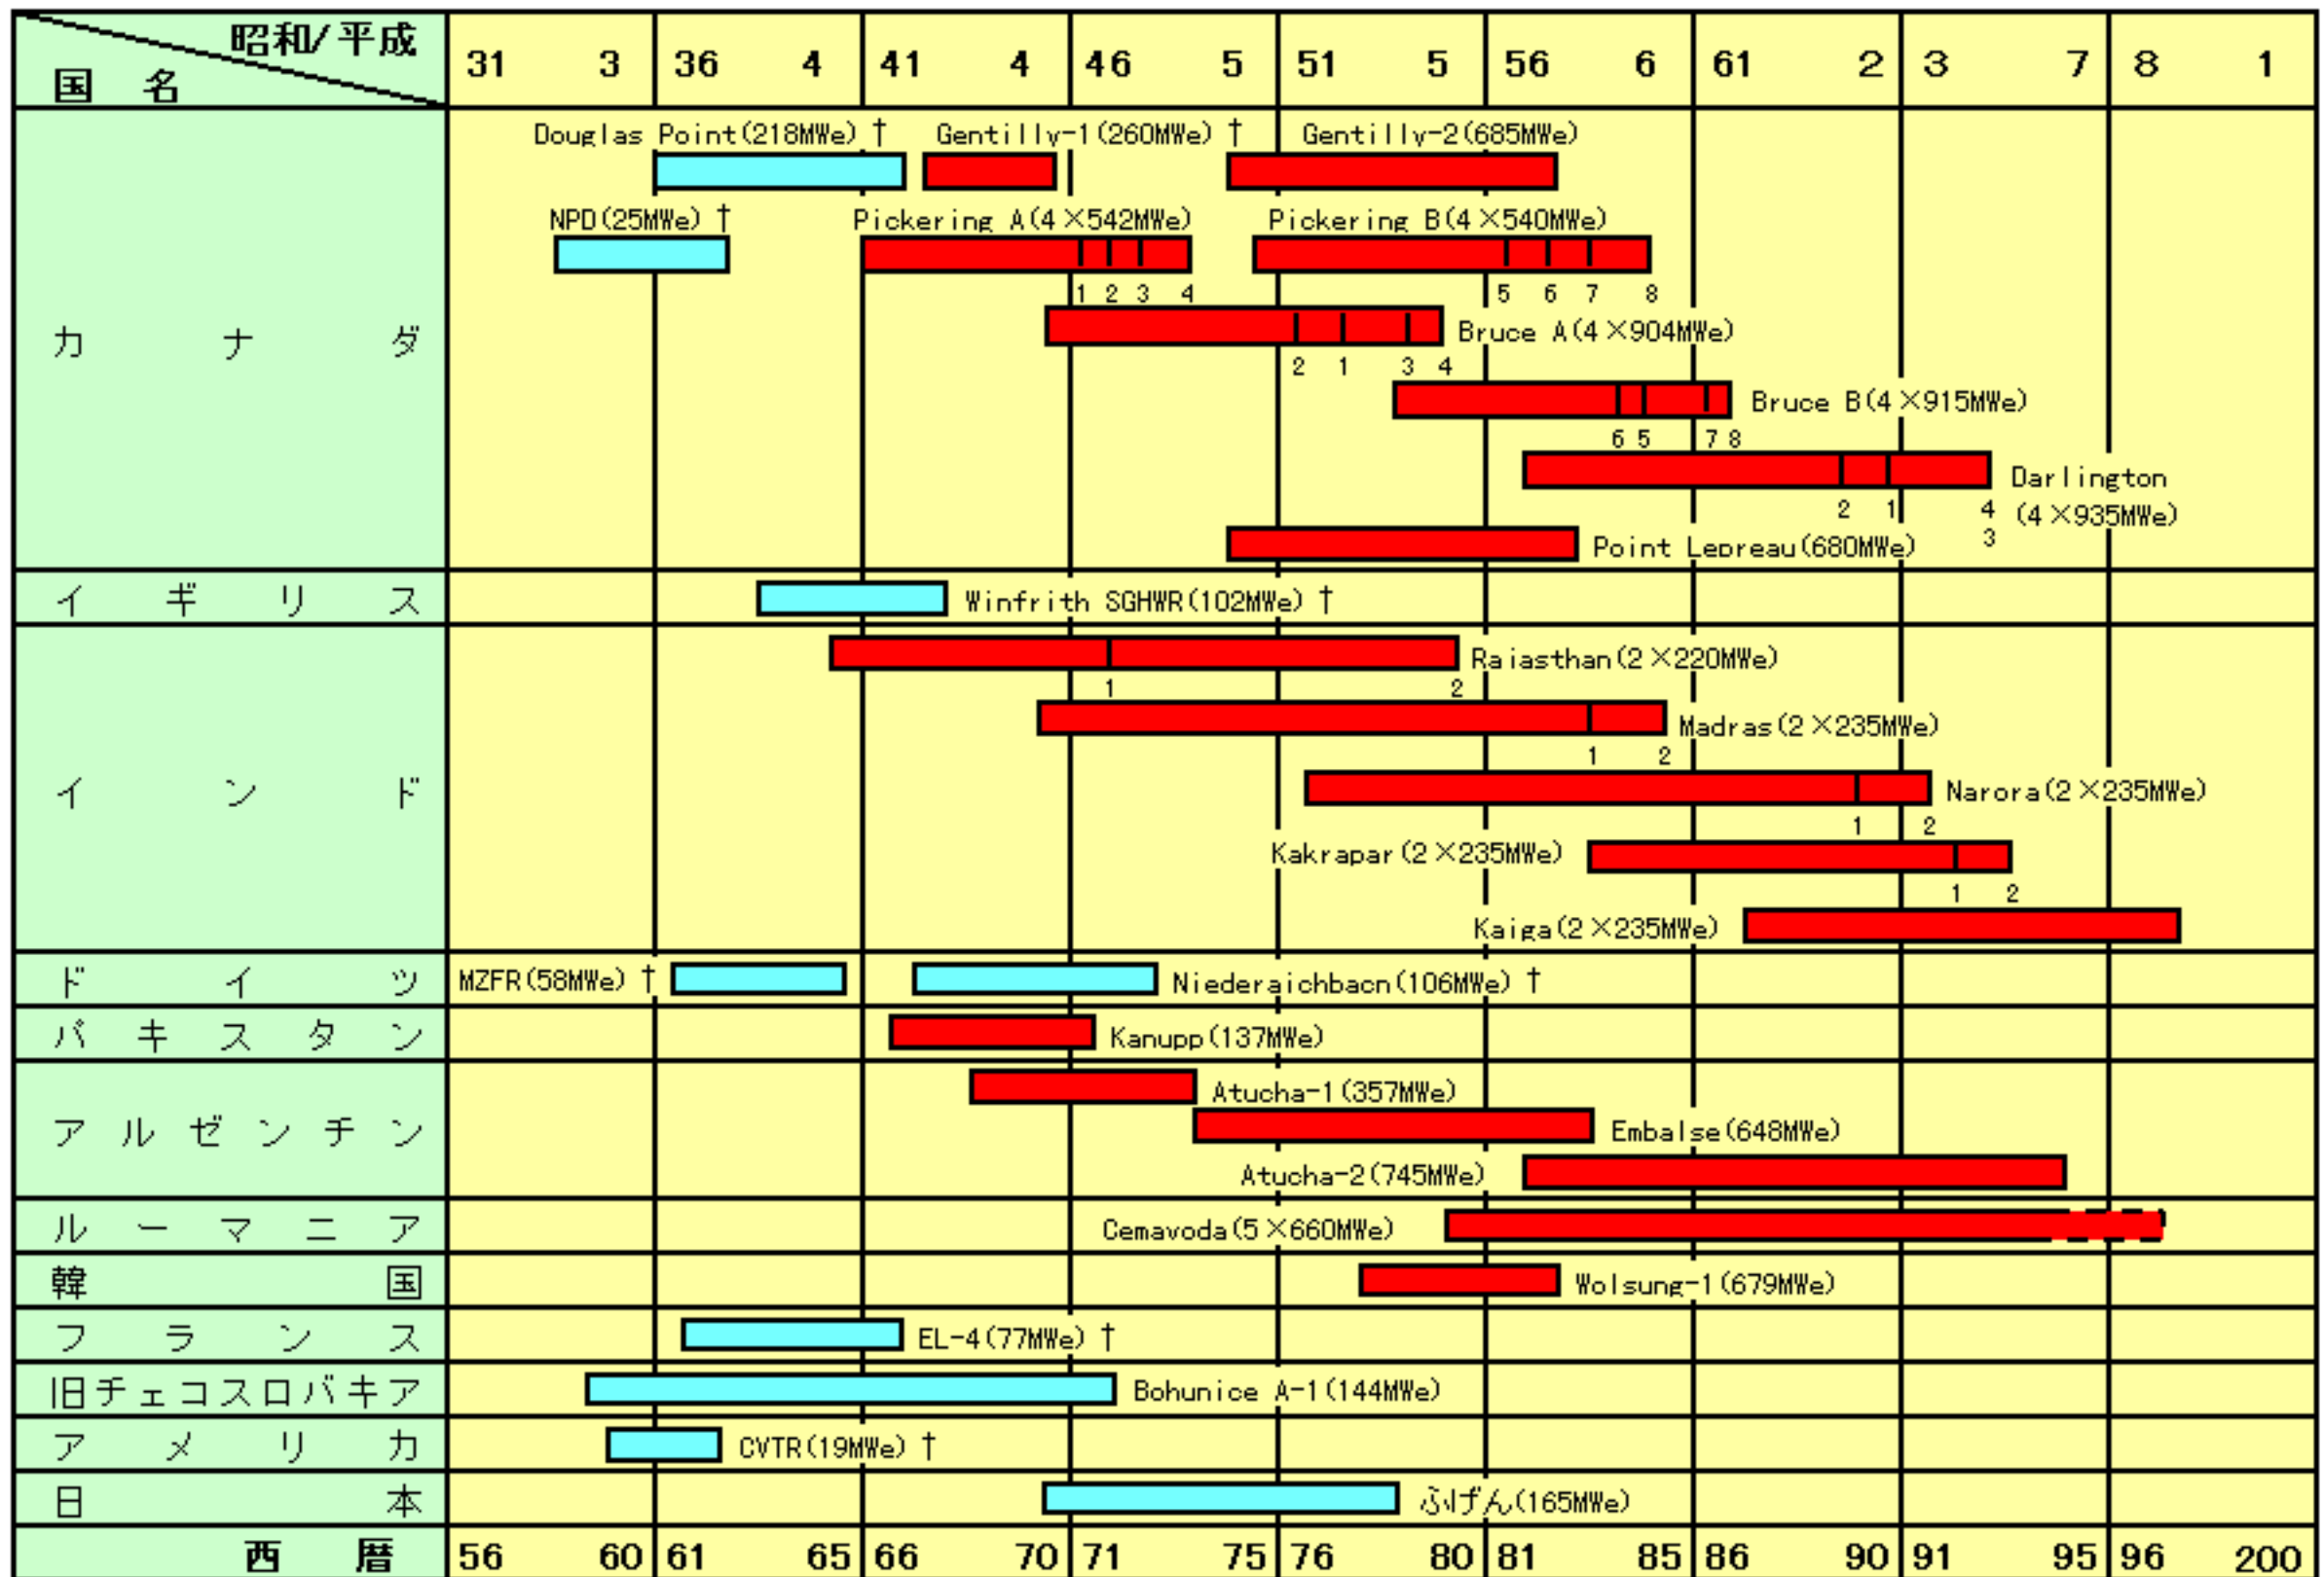 昭和/平成
国 名
31 3 36 4 41 4 46 5 51 5 56 6 61 2 3 7 8 1
カナダ
Douglas Point(218MWe) † Gentilly-1(260MWe) † Gentilly-2(685MWe)
NPD(25MWe) † Pickering A(4×542MWe) Pickering B(4×540MWe)
1 2 3 4 5 6 7 8
Bruce A(4×904MWe)
2 1 3 4
Bruce B(4×915MWe)
6 5 7 8
Darlington
(4×935MWe)
2 1 4
3
Point Lepreau(680MWe)
イギリス
Winfrith SGHWR(102MWe) †
インド
Rajasthan(2×220MWe)
1 2
Madras(2×235MWe)
1 2
Narora(2×235MWe)
1 2
Kakrapar(2×235MWe)
1 2
Kaiga(2×235MWe)
ドイツ
MZFR(58MWe) † Niederaichbacn(106MWe) †
パキスタン
Kanupp(137MWe)
アルゼンチン
Atucha-1(357MWe)
Embalse(648MWe)
Atucha-2(745MWe)
ルーマニア
Cemavoda(5×660MWe)
韓国
Wolsung-1(679MWe)
フランス
EL-4(77MWe) †
旧チェコスロバキア
Bohunice A-1(144MWe)
アメリカ
CVTR(19MWe) †
日本
ふげん(165MWe)
西暦
56 60 61 65 66 70 71 75 76 80 81 85 86 90 91 95 96 200